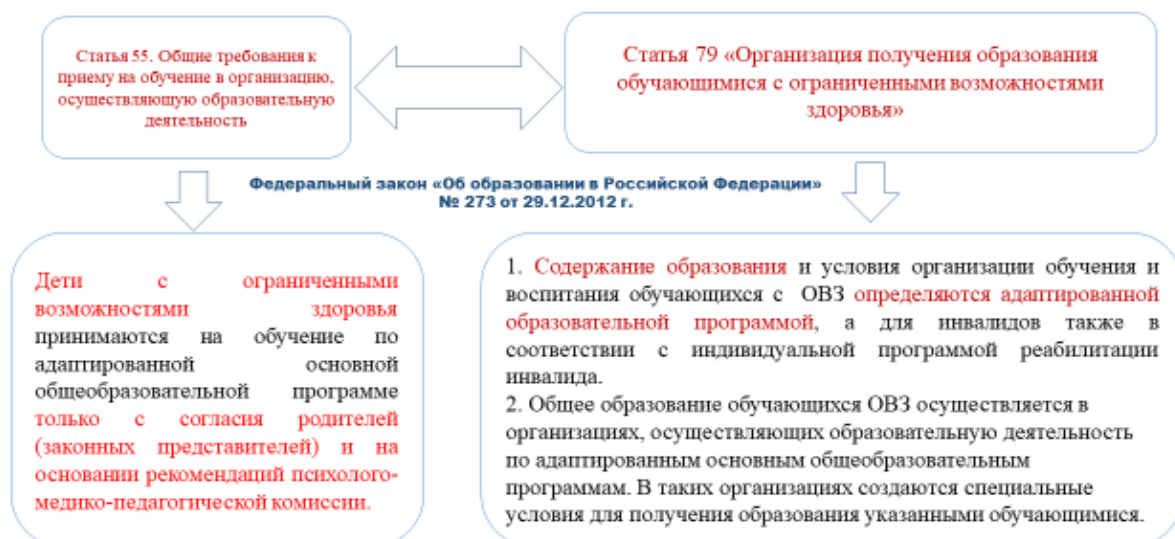 Статья 55. Общие требования к
приему на обучение в организацию,
осуществляющую образовательную
деятельность
Статья 79 «Организация получения образования
обучающимися с ограниченными возможностями
здоровья»
Федеральный закон «Об образовании в Российской Федерации»
№ 273 от 29.12.2012 г.
Дети с ограниченными
возможностями здоровья
принимаются на обучение по
адаптированной основной
общеобразовательной программе
только с согласия родителей
(законных представителей) и на
основании рекомендаций психолого-
медико-педагогической комиссии.
1. Содержание образования и условия организации обучения и
воспитания обучающихся с ОВЗ определяются адаптированной
образовательной программой, а для инвалидов также в
соответствии с индивидуальной программой реабилитации
инвалида.
2. Общее образование обучающихся ОВЗ осуществляется в
организациях, осуществляющих образовательную деятельность
по адаптированным основным общеобразовательным
программам. В таких организациях создаются специальные
условия для получения образования указанными обучающимися.